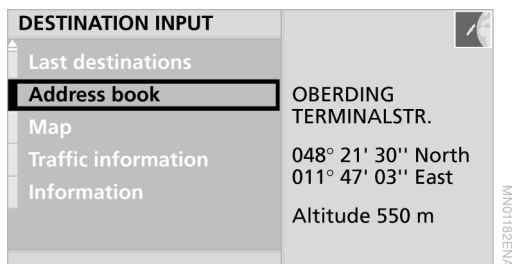 DESTINATION INPUT
Last destinations
Address book
Map
Traffic information
Information
OBERDING
TERMINALSTR.
048° 21' 30'' North
011° 47' 03'' East
Altitude 550 m
MN01182ENA